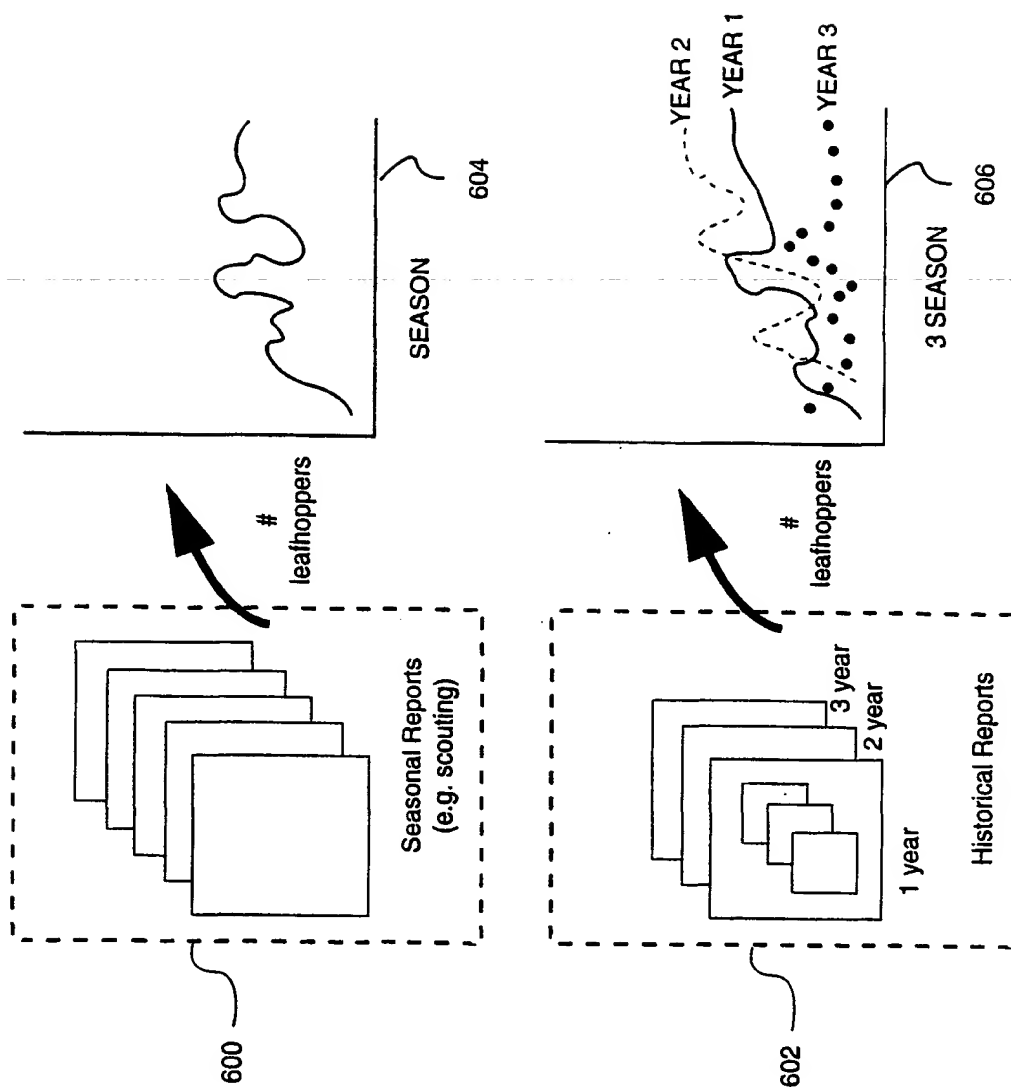 600
Seasonal Reports
(e.g. scouting)
#
leafhoppers
SEASON
604
602
1 year
2 year
3 year
Historical Reports
#
leafhoppers
YEAR 2
YEAR 1
YEAR 3
3 SEASON
606